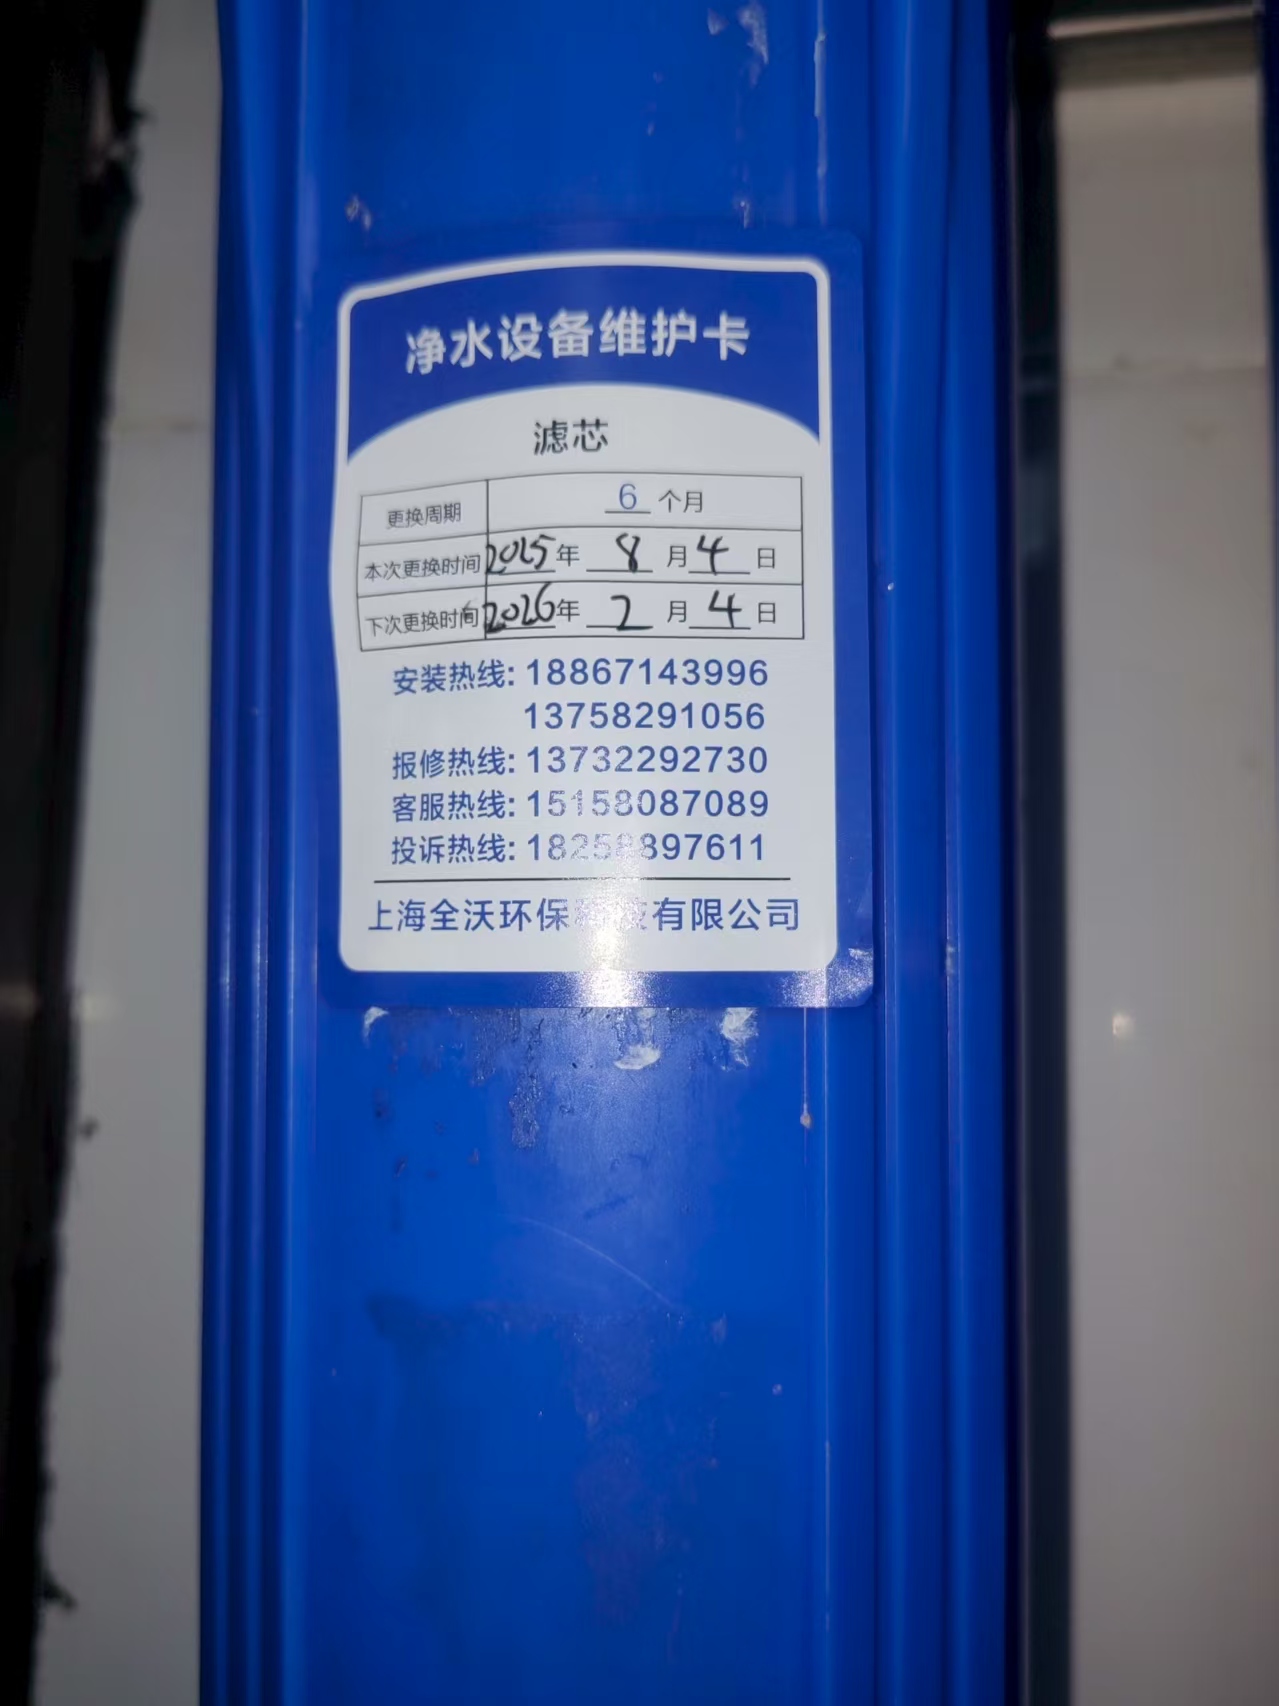 净水设备维护卡
滤芯
更换周期 6 个月
本次更换时间 2025年 8 月 4 日
下次更换时间 2026年 2 月 4 日
安装热线: 18867143996
13758291056
报修热线: 13732292730
客服热线: 15158087089
投诉热线: 18258897611
上海全沃环保科技有限公司